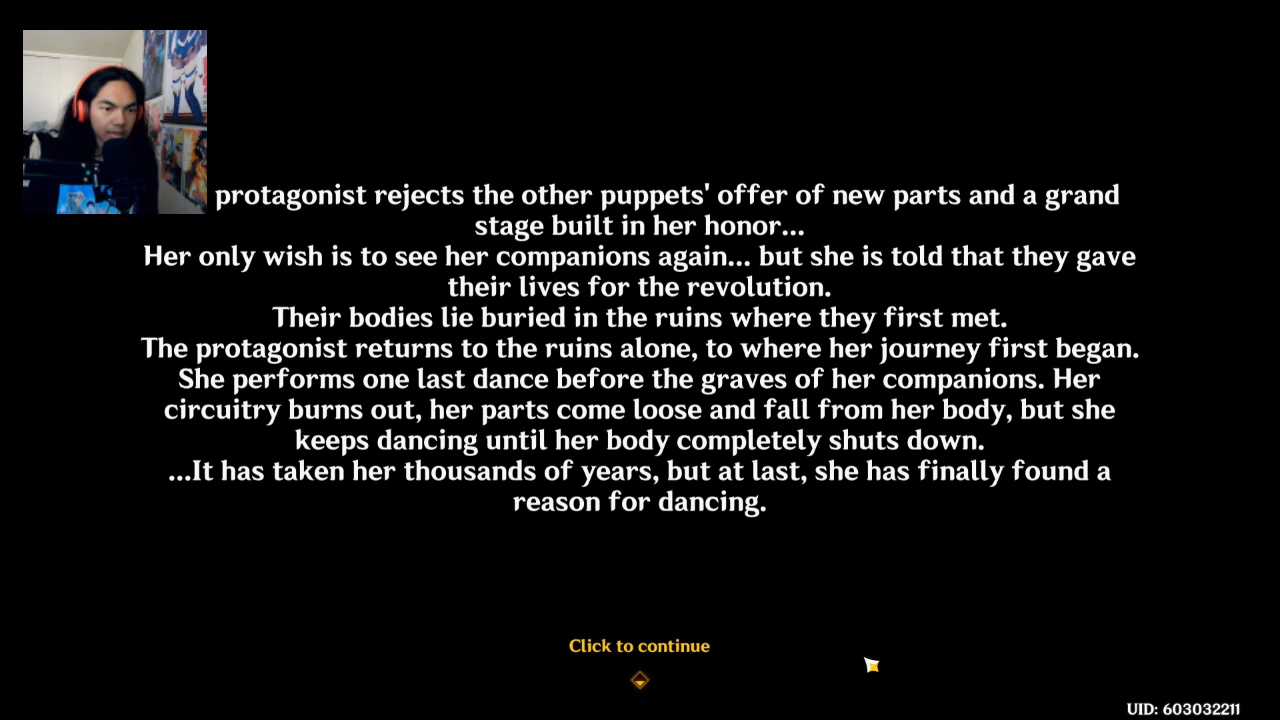 protagonist rejects the other puppets' offer of new parts and a grand
stage built in her honor...
Her only wish is to see her companions again... but she is told that they gave
their lives for the revolution.
Their bodies lie buried in the ruins where they first met.
The protagonist returns to the ruins alone, to where her journey first began.
She performs one last dance before the graves of her companions. Her
circuitry burns out, her parts come loose and fall from her body, but she
keeps dancing until her body completely shuts down.
...It has taken her thousands of years, but at last, she has finally found a
reason for dancing.
Click to continue
UID: 603032211